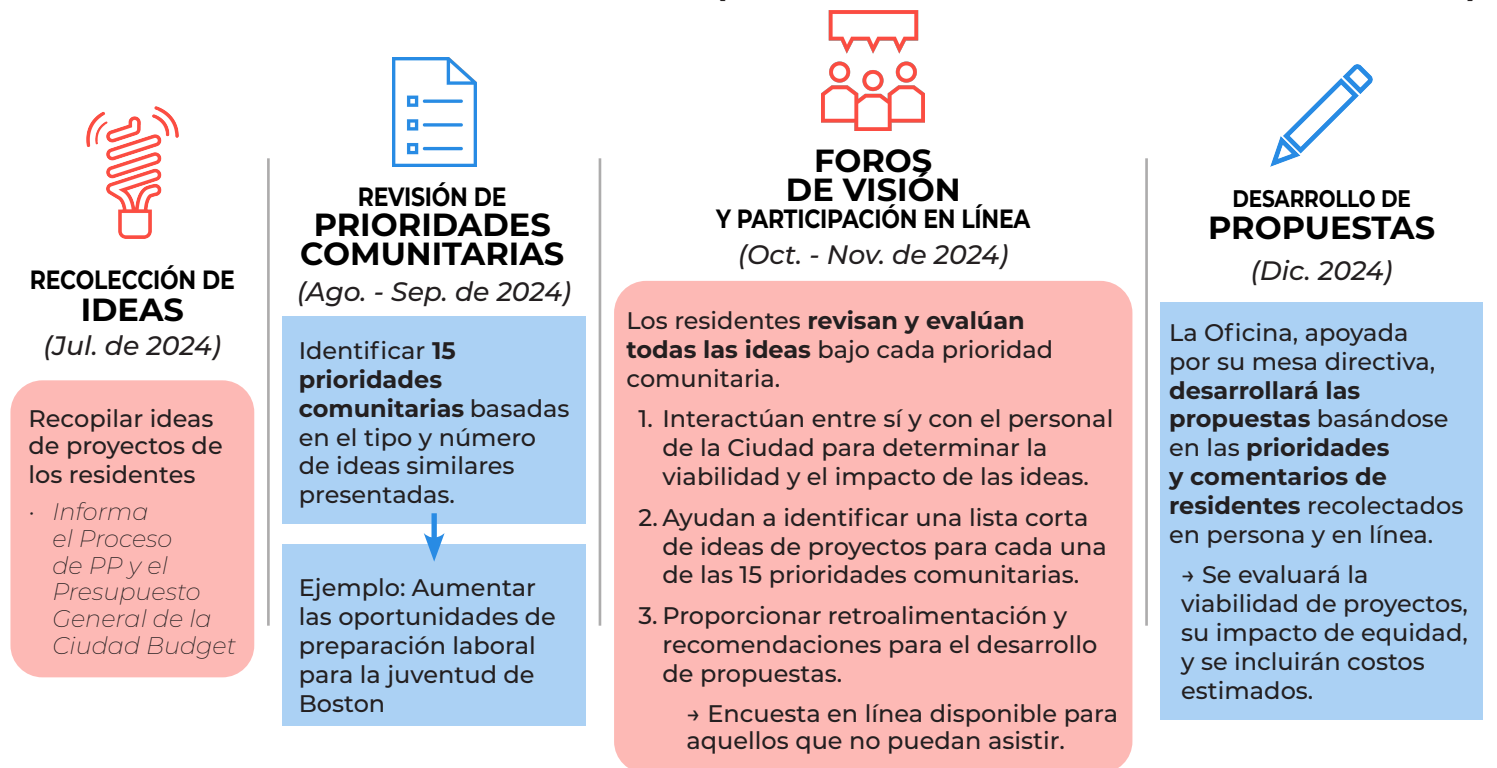 RECOLECCIÓN DE
IDEAS
(Jul. de 2024)
Recopilar ideas
de proyectos de
los residentes
· Informa
el Proceso
de PP y el
Presupuesto
General de la
Ciudad Budget
REVISIÓN DE
PRIORIDADES
COMUNITARIAS
(Ago. - Sep. de 2024)
Identificar 15
prioridades
comunitarias basadas
en el tipo y número
de ideas similares
presentadas.
Ejemplo: Aumentar
las oportunidades de
preparación laboral
para la juventud de
Boston
FOROS
DE VISIÓN
Y PARTICIPACIÓN EN LÍNEA
(Oct. - Nov. de 2024)
Los residentes revisan y evalúan
todas las ideas bajo cada prioridad
comunitaria.
1. Interactúan entre sí y con el personal
de la Ciudad para determinar la
viabilidad y el impacto de las ideas.
2. Ayudan a identificar una lista corta
de ideas de proyectos para cada una
de las 15 prioridades comunitarias.
3. Proporcionar retroalimentación y
recomendaciones para el desarrollo
de propuestas.
→ Encuesta en línea disponible para
aquellos que no puedan asistir.
DESARROLLO DE
PROPUESTAS
(Dic. 2024)
La Oficina, apoyada
por su mesa directiva,
desarrollará las
propuestas basándose
en las prioridades
y comentarios de
residentes recolectados
en persona y en línea.
→ Se evaluará la
viabilidad de proyectos,
su impacto de equidad,
y se incluirán costos
estimados.